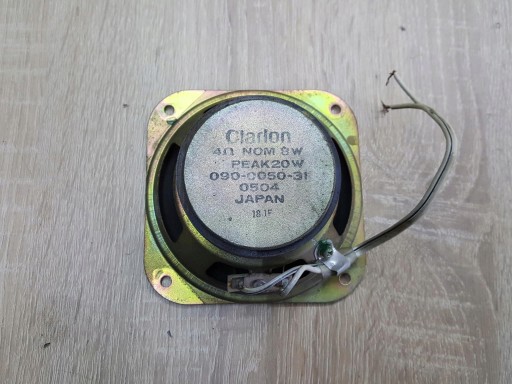 Clarion
4Ω NOM 8W
PEAK20W
090-0050-31
0504
JAPAN
18 1F